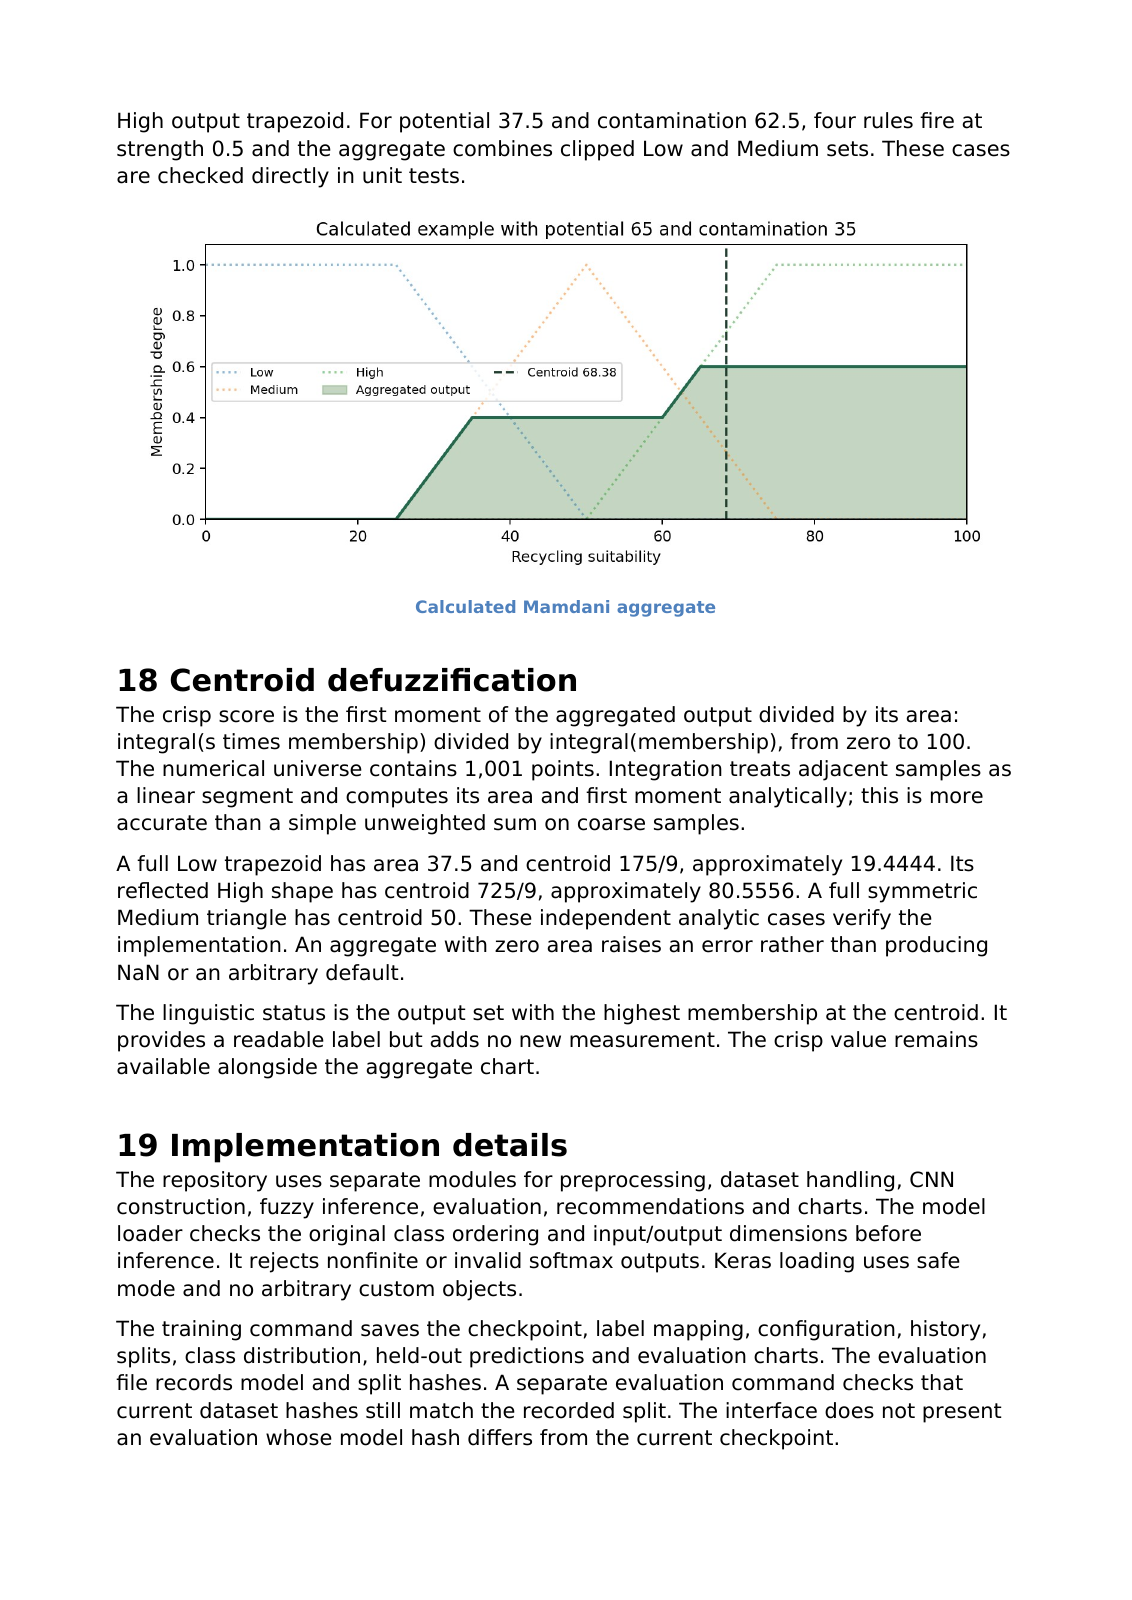 High output trapezoid. For potential 37.5 and contamination 62.5, four rules fire at
strength 0.5 and the aggregate combines clipped Low and Medium sets. These cases
are checked directly in unit tests.
Calculated example with potential 65 and contamination 35
Membership degree
1.0
0.8
0.6
0.4
0.2
0.0
Low
Medium
High
Aggregated output
Centroid 68.38
0 20 40 60 80 100
Recycling suitability
Calculated Mamdani aggregate
18 Centroid defuzzification
The crisp score is the first moment of the aggregated output divided by its area:
integral(s times membership) divided by integral(membership), from zero to 100.
The numerical universe contains 1,001 points. Integration treats adjacent samples as
a linear segment and computes its area and first moment analytically; this is more
accurate than a simple unweighted sum on coarse samples.
A full Low trapezoid has area 37.5 and centroid 175/9, approximately 19.4444. Its
reflected High shape has centroid 725/9, approximately 80.5556. A full symmetric
Medium triangle has centroid 50. These independent analytic cases verify the
implementation. An aggregate with zero area raises an error rather than producing
NaN or an arbitrary default.
The linguistic status is the output set with the highest membership at the centroid. It
provides a readable label but adds no new measurement. The crisp value remains
available alongside the aggregate chart.
19 Implementation details
The repository uses separate modules for preprocessing, dataset handling, CNN
construction, fuzzy inference, evaluation, recommendations and charts. The model
loader checks the original class ordering and input/output dimensions before
inference. It rejects nonfinite or invalid softmax outputs. Keras loading uses safe
mode and no arbitrary custom objects.
The training command saves the checkpoint, label mapping, configuration, history,
splits, class distribution, held-out predictions and evaluation charts. The evaluation
file records model and split hashes. A separate evaluation command checks that
current dataset hashes still match the recorded split. The interface does not present
an evaluation whose model hash differs from the current checkpoint.